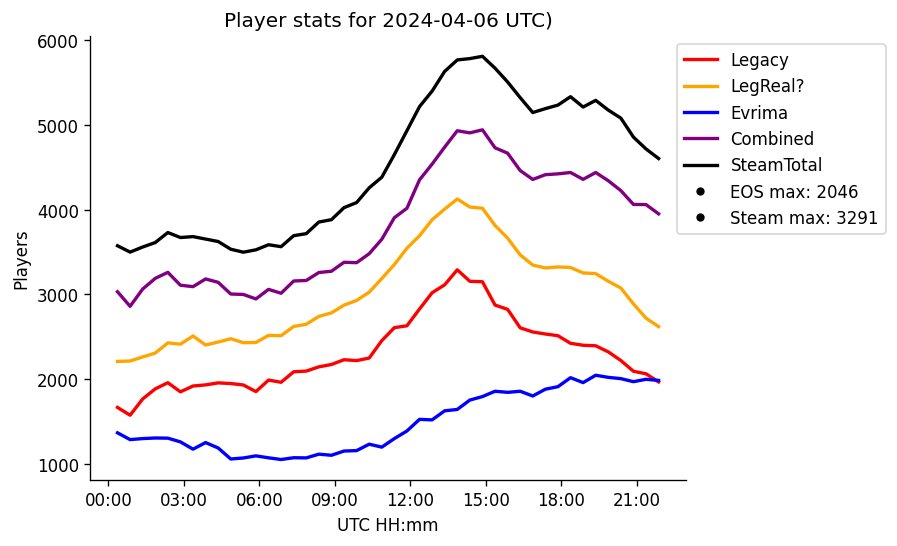 Player stats for 2024-04-06 UTC)
6000
5000
4000
3000
2000
1000
Players
00:00 03:00 06:00 09:00 12:00 15:00 18:00 21:00
UTC HH:mm
Legacy
LegReal?
Evrima
Combined
SteamTotal
EOS max: 2046
Steam max: 3291